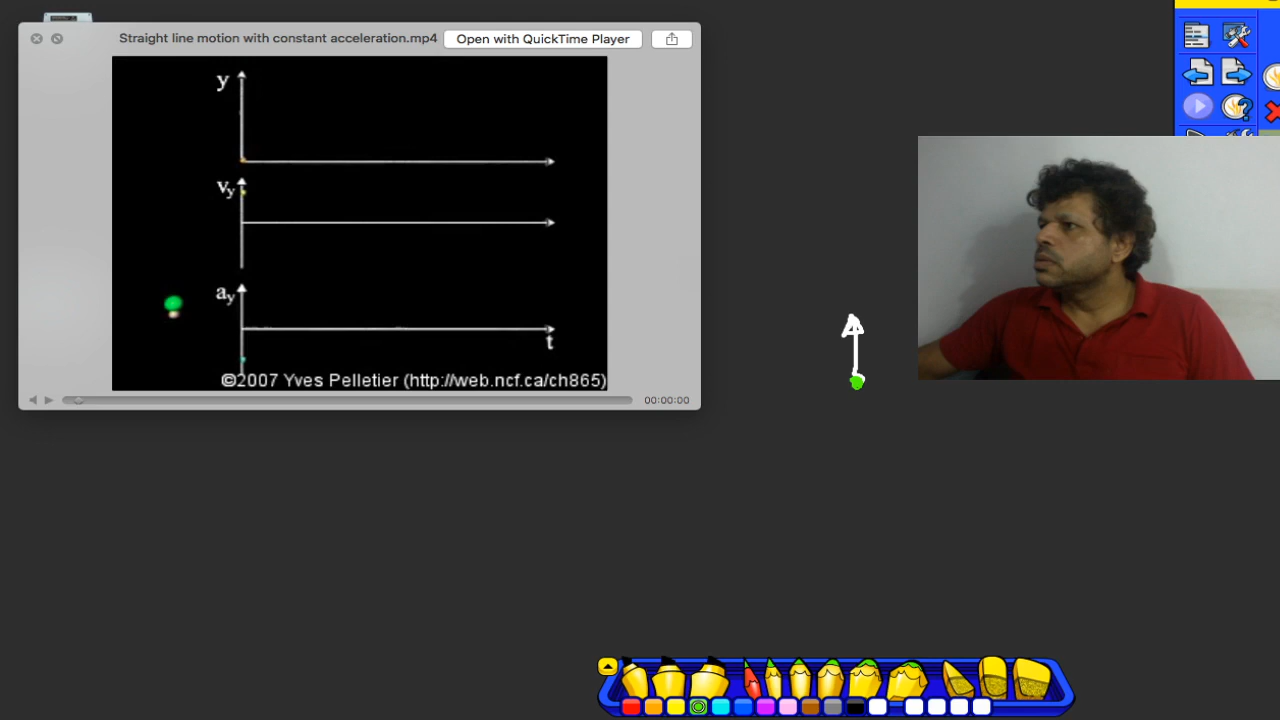 Straight line motion with constant acceleration.mp4
Open with QuickTime Player
y
vy
ay
t
©2007 Yves Pelletier (http://web.ncf.ca/ch865)
00:00:00